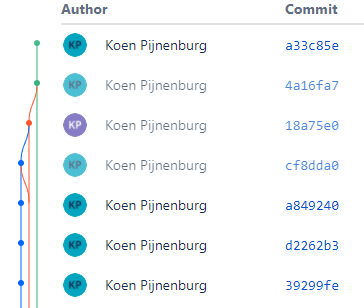 Author Commit
KP Koen Pijnenburg a33c85e
KP Koen Pijnenburg 4a16fa7
KP Koen Pijnenburg 18a75e0
KP Koen Pijnenburg cf8dda0
KP Koen Pijnenburg a849240
KP Koen Pijnenburg d2262b3
KP Koen Pijnenburg 39299fe